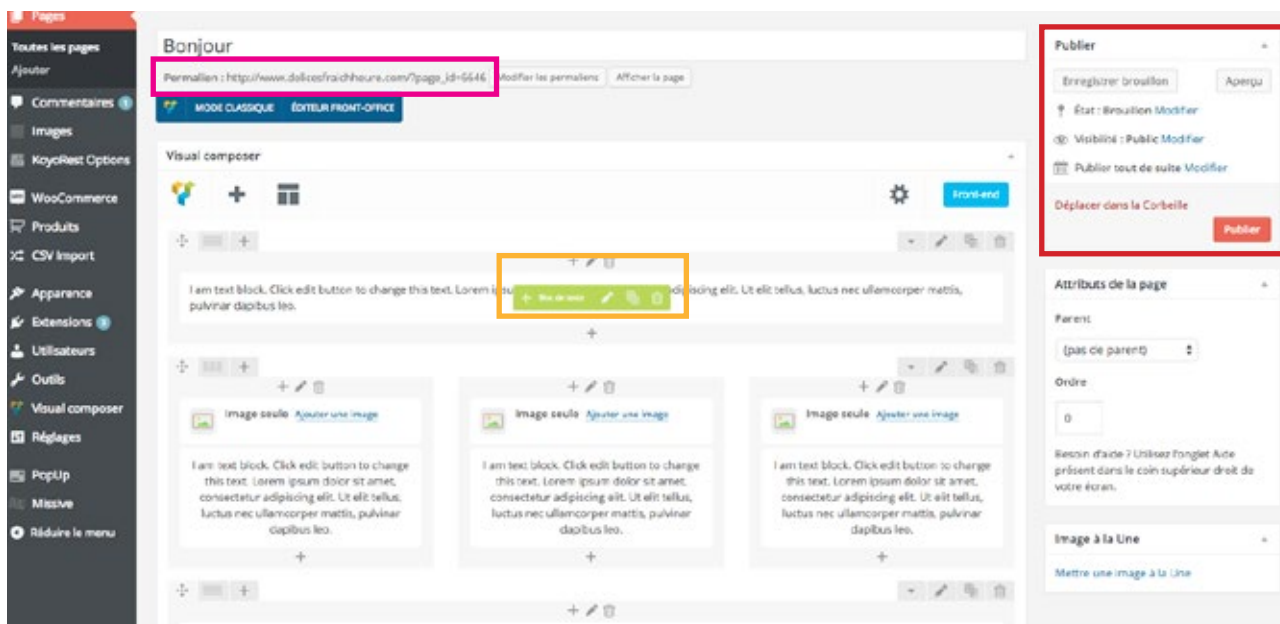 Pages
Toutes les pages
Ajouter
Commentaires 1
Images
KoyoRest Options
WooCommerce
Produits
CSV Import
Apparence
Extensions
Utilisateurs
Outils
Visual composer
Réglages
PopUp
Missive
Réduire le menu
Bonjour
Permalien : http://www.delicesfraichheure.com/?page_id=6646 Modifier les permaliens Afficher la page
MODE CLASSIQUE ÉDITEUR FRONT-OFFICE
Visual composer
Front-end
I am text block. Click edit button to change this text. Lorem ipsu adipiscing elit. Ut elit tellus, luctus nec ullamcorper mattis,
pulvinar dapibus leo.
Bloc de texte
Image seule Ajouter une image
I am text block. Click edit button to change
this text. Lorem ipsum dolor sit amet,
consectetur adipiscing elit. Ut elit tellus,
luctus nec ullamcorper mattis, pulvinar
dapibus leo.
Image seule Ajouter une image
I am text block. Click edit button to change
this text. Lorem ipsum dolor sit amet,
consectetur adipiscing elit. Ut elit tellus,
luctus nec ullamcorper mattis, pulvinar
dapibus leo.
Image seule Ajouter une image
I am text block. Click edit button to change
this text. Lorem ipsum dolor sit amet,
consectetur adipiscing elit. Ut elit tellus,
luctus nec ullamcorper mattis, pulvinar
dapibus leo.
Publier
Enregistrer brouillon Aperçu
État : Brouillon Modifier
Visibilité : Public Modifier
Publier tout de suite Modifier
Déplacer dans la Corbeille
Publier
Attributs de la page
Parent
(pas de parent)
Ordre
0
Besoin d'aide ? Utilisez l'onglet Aide
présent dans le coin supérieur droit de
votre écran.
Image à la Une
Mettre une image à la Une